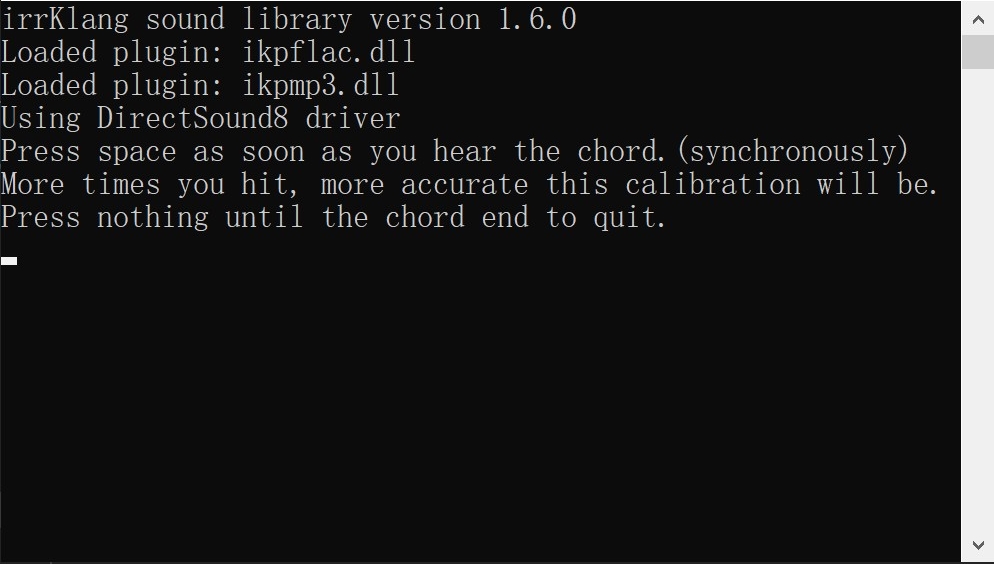 irrKlang sound library version 1.6.0
Loaded plugin: ikpflac.dll
Loaded plugin: ikpmp3.dll
Using DirectSound8 driver
Press space as soon as you hear the chord.(synchronously)
More times you hit, more accurate this calibration will be.
Press nothing until the chord end to quit.